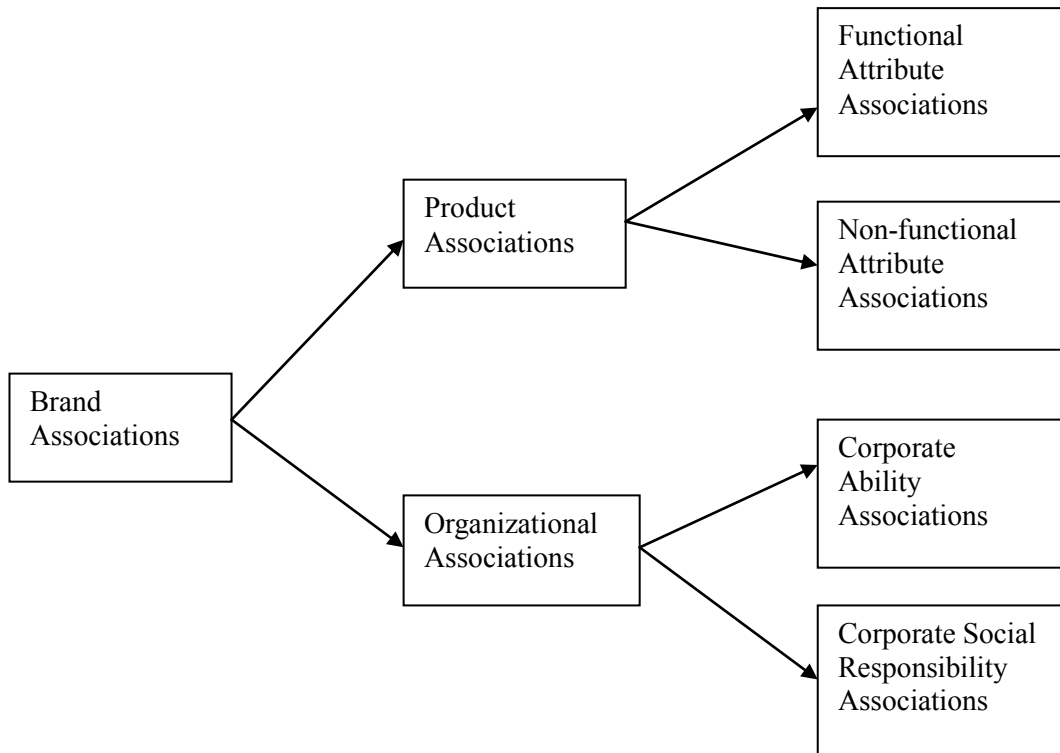 Functional
Attribute
Associations
Product
Associations
Non-functional
Attribute
Associations
Brand
Associations
Organizational
Associations
Corporate
Ability
Associations
Corporate Social
Responsibility
Associations